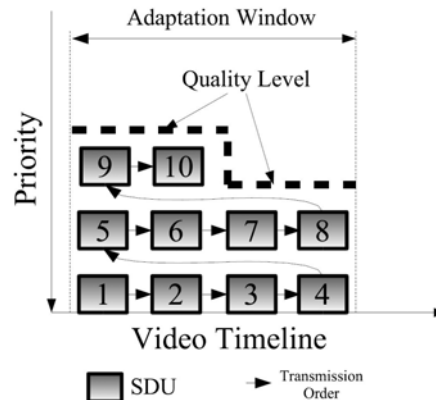 Adaptation Window
Quality Level
Priority
9 10
5 6 7 8
1 2 3 4
Video Timeline
SDU
Transmission
Order